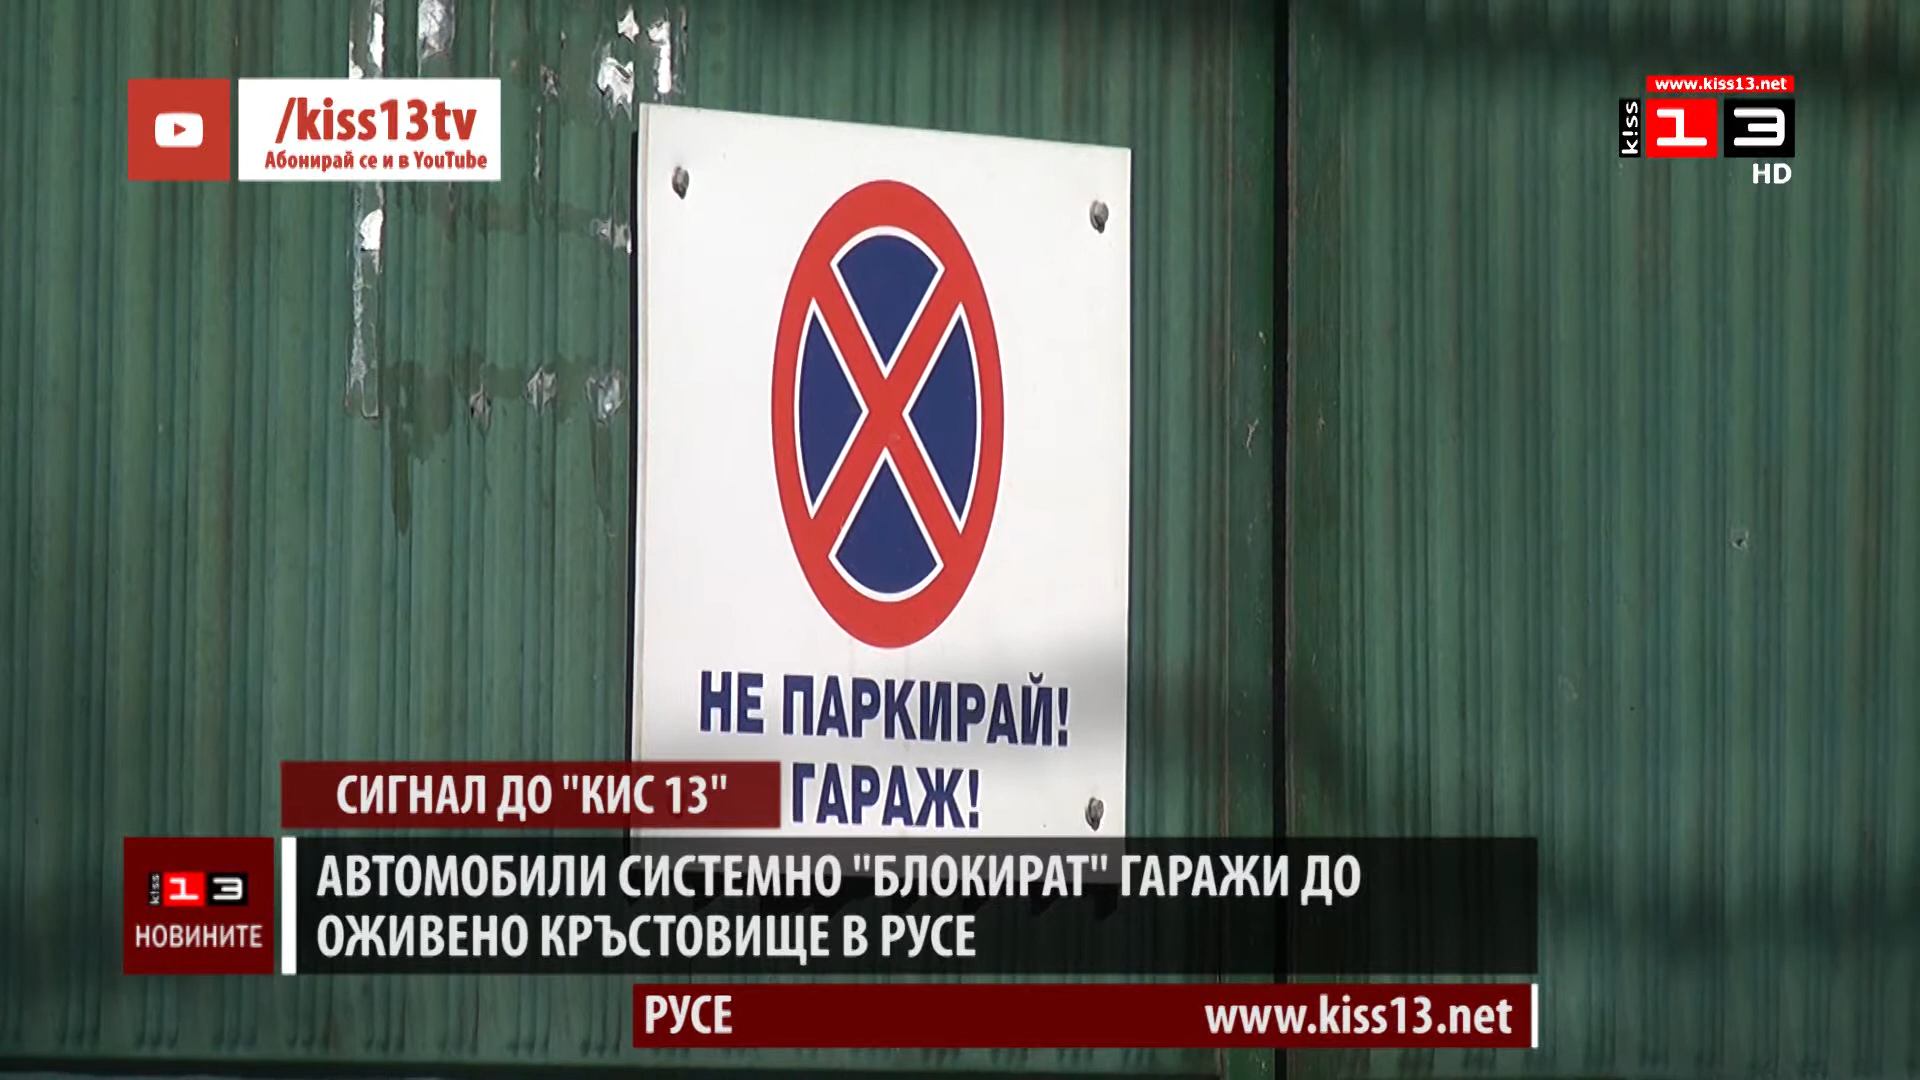 /kiss13tv
Абонирай се и в YouTube
www.kiss13.net
kiss 13
HD
НЕ ПАРКИРАЙ!
ГАРАЖ!
СИГНАЛ ДО "КИС 13"
kiss 13
НОВИНИТЕ
АВТОМОБИЛИ СИСТЕМНО "БЛОКИРАТ" ГАРАЖИ ДО
ОЖИВЕНО КРЪСТОВИЩЕ В РУСЕ
РУСЕ
www.kiss13.net